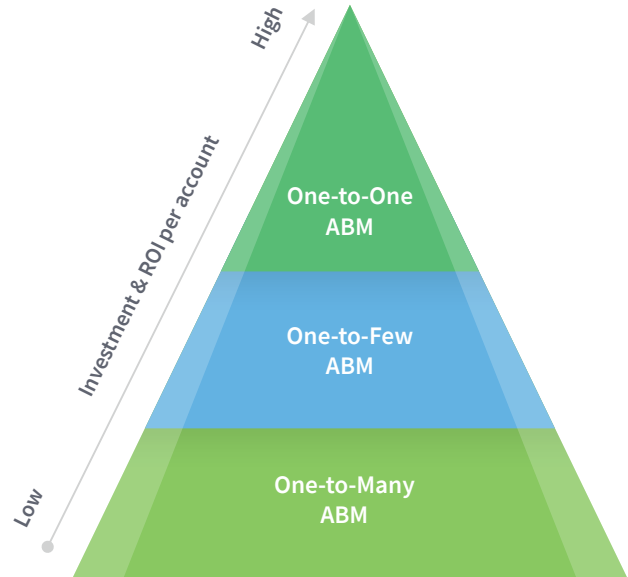 High
Investment & ROI per account
Low
One-to-One
ABM
One-to-Few
ABM
One-to-Many
ABM